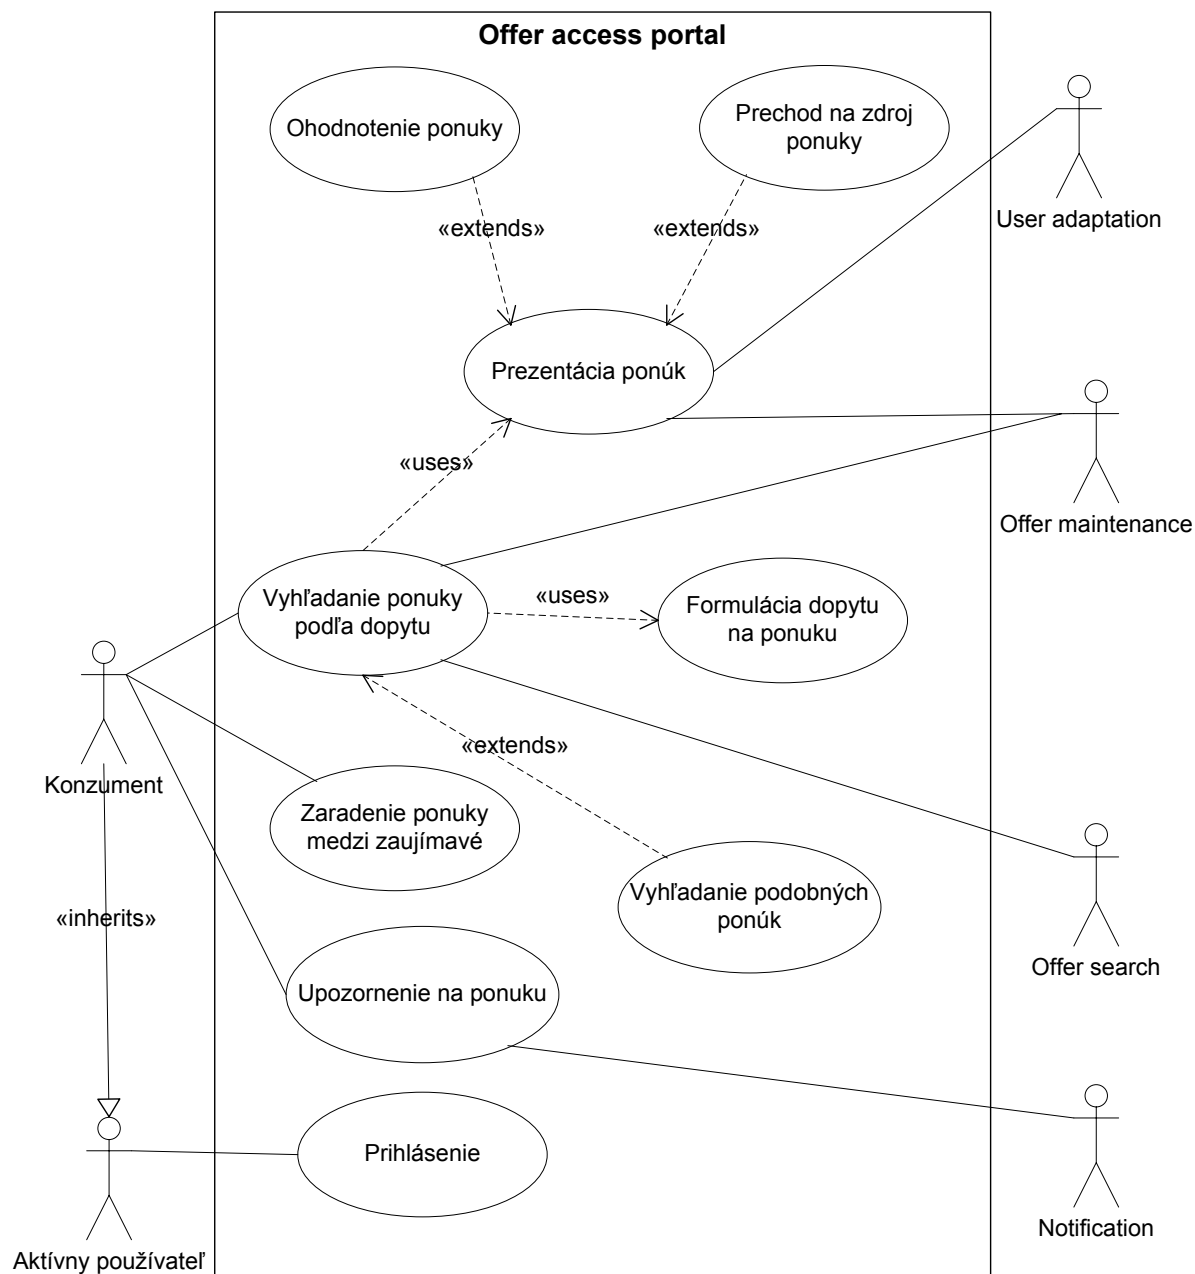 Offer access portal
Ohodnotenie ponuky
Prechod na zdroj
ponuky
User adaptation
«extends»
«extends»
Prezentácia ponúk
Offer maintenance
«uses»
Vyhľadanie ponuky
podľa dopytu
«uses»
Formulácia dopytu
na ponuku
Konzument
«extends»
Zaradenie ponuky
medzi zaujímavé
Vyhľadanie podobných
ponúk
«inherits»
Offer search
Upozornenie na ponuku
Prihlásenie
Notification
Aktívny používateľ